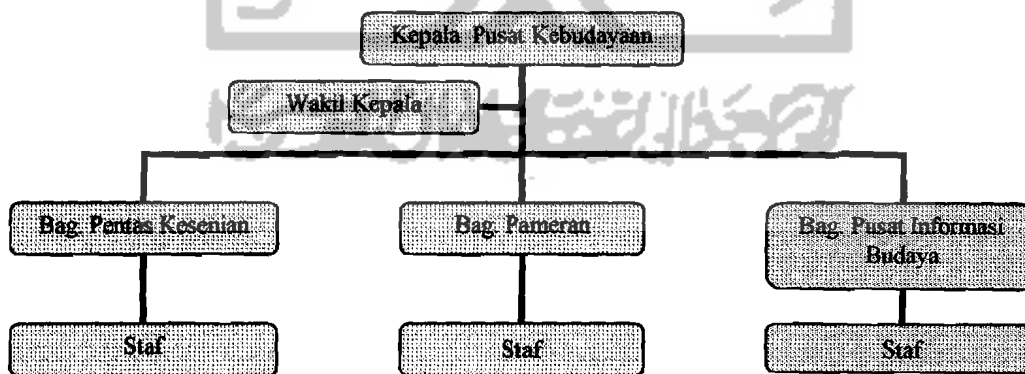 Kepala Pusat Kebudayaan
Wakil Kepala
Bag. Pentas Kesenian
Bag. Pameran
Bag. Pusat Informasi
Budaya
Staf
Staf
Staf